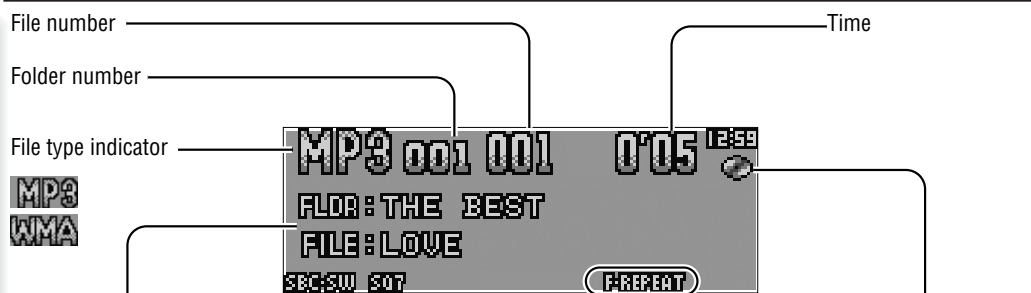 File number
Time
Folder number
File type indicator
MP3
WMA
MP3 001 001 0'05 12:59
FLDR:THE BEST
FILE:LOVE
SBC·SW SQ7 F-REPEAT